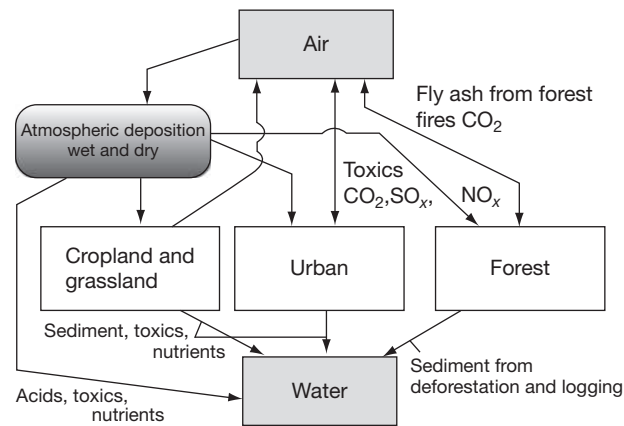 Air
Fly ash from forest
fires CO₂
Atmospheric deposition
wet and dry
Toxics
CO₂,SOₓ, NOₓ
Cropland and
grassland
Urban
Forest
Sediment, toxics,
nutrients
Water
Sediment from
deforestation and logging
Acids, toxics,
nutrients